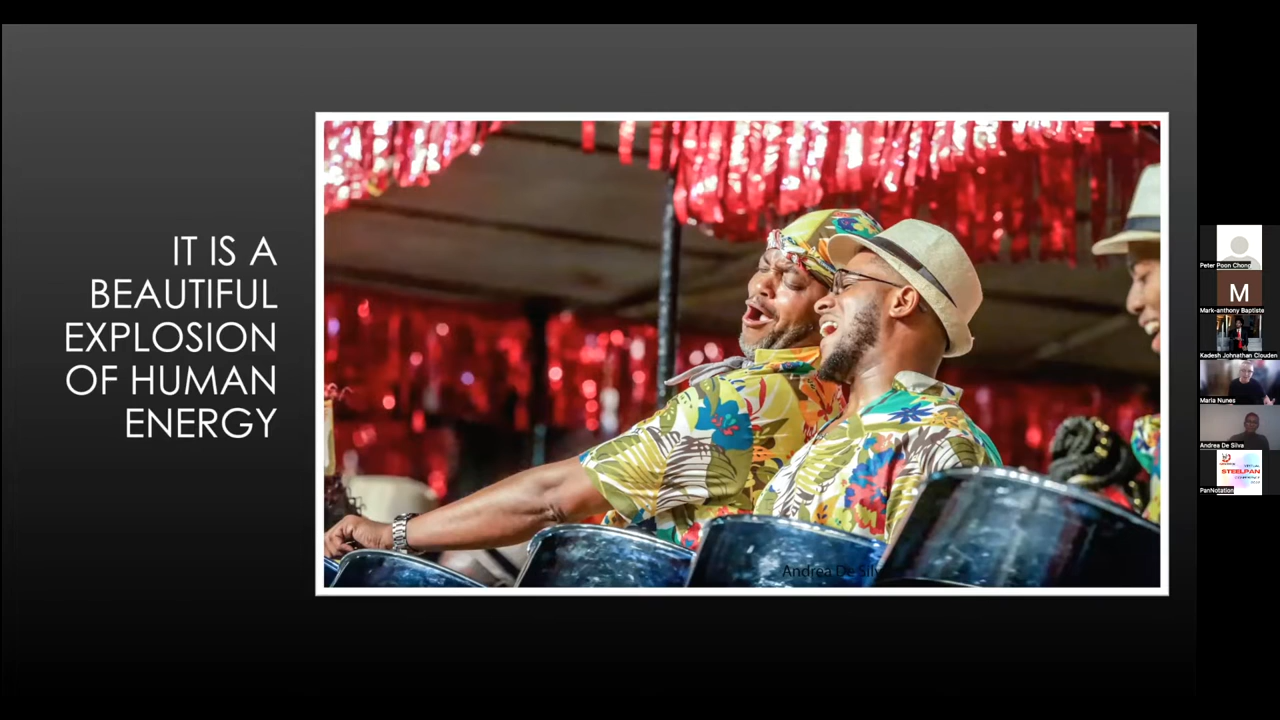 IT IS A
BEAUTIFUL
EXPLOSION
OF HUMAN
ENERGY
Peter Poon Chong
M
Mark-anthony Baptiste
Kadesh Johnathan Clouden
Maria Nunes
Andrea De Silva
STEELPAN
PanNotation
Andrea De Silv